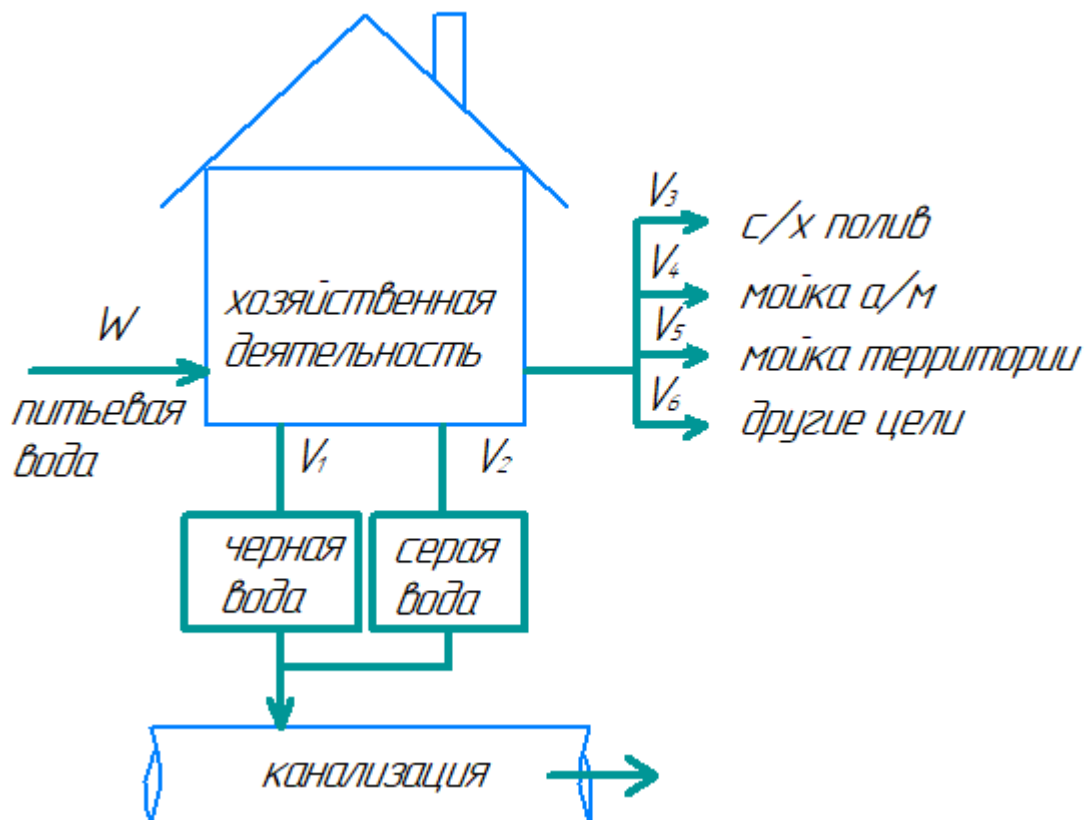 хозяйственная
деятельность
W
питьевая
вода
V₃
с/х полив
V₄
мойка а/м
V₅
мойка территории
V₆
другие цели
V₁
V₂
черная
вода
серая
вода
канализация